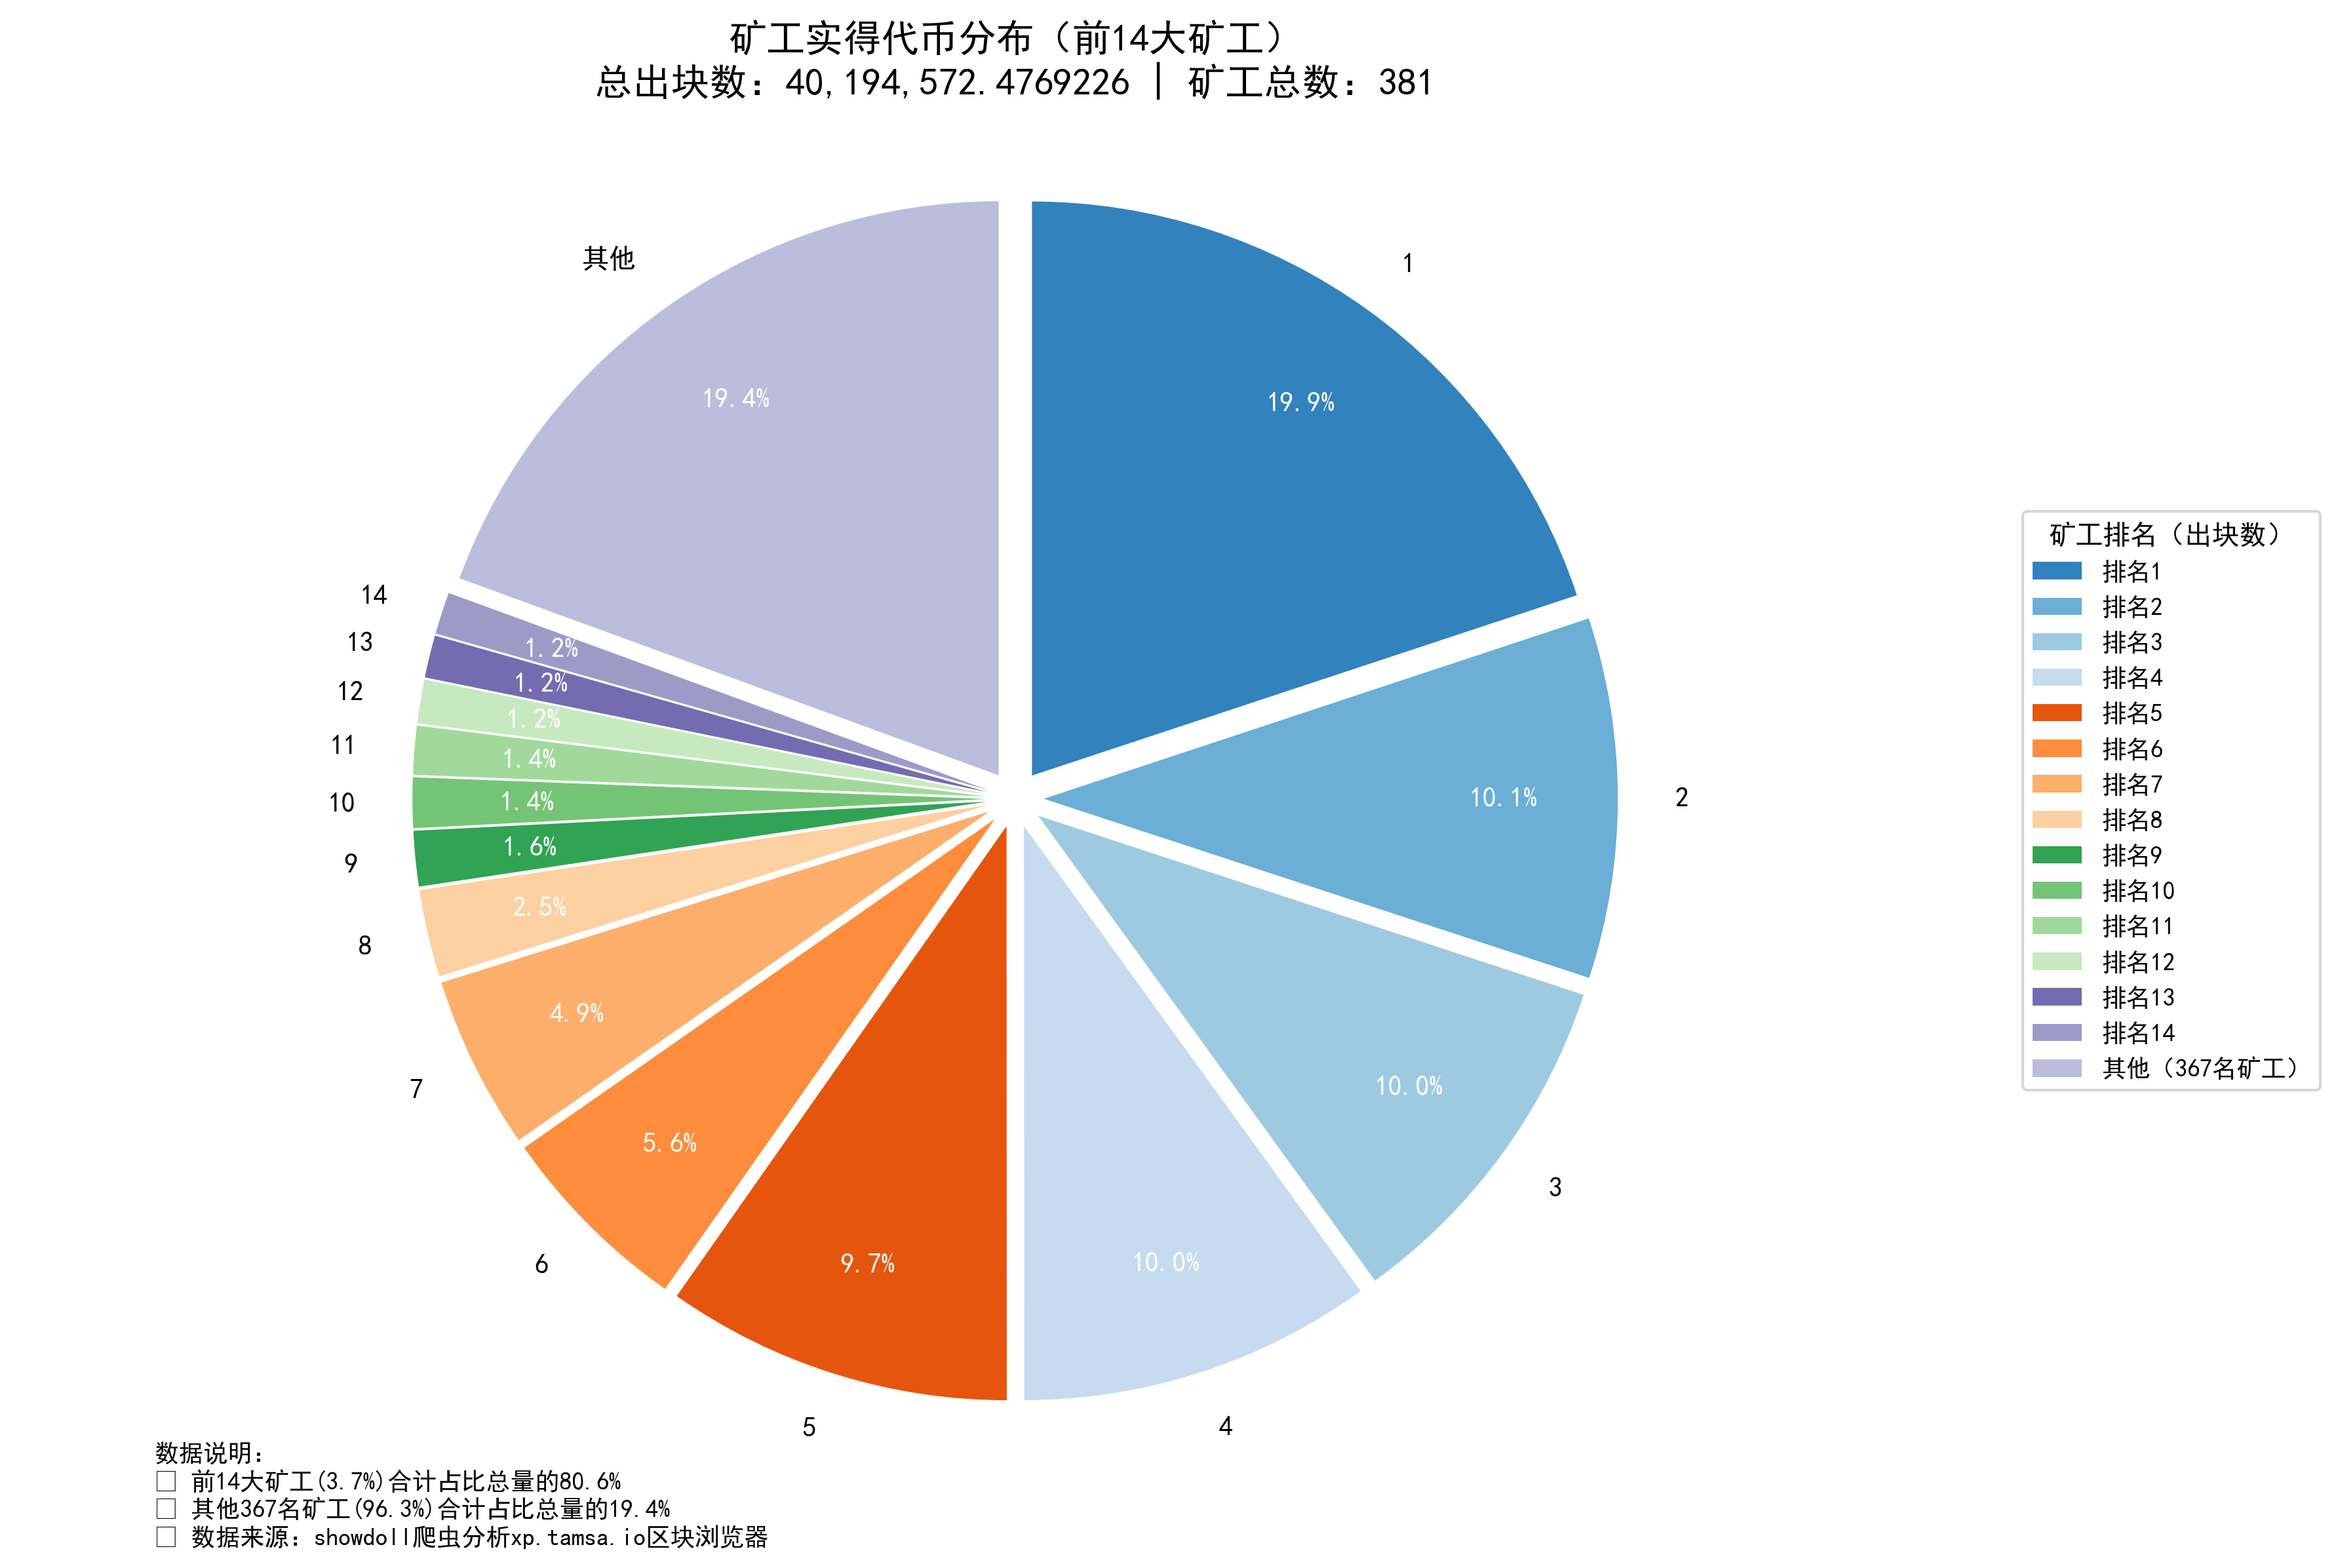 矿工实得代币分布（前14大矿工）
总出块数：40,194,572.4769226 | 矿工总数：381
其他
1
19.4%
19.9%
14
13
1.2%
1.2%
12
1.2%
11
1.4%
10
1.4%
9
1.6%
8
2.5%
7
4.9%
6
5.6%
5
9.7%
4
10.0%
3
10.0%
2
10.1%
矿工排名（出块数）
排名1
排名2
排名3
排名4
排名5
排名6
排名7
排名8
排名9
排名10
排名11
排名12
排名13
排名14
其他（367名矿工）
数据说明：
□ 前14大矿工(3.7%)合计占比总量的80.6%
□ 其他367名矿工(96.3%)合计占比总量的19.4%
□ 数据来源：showdoll爬虫分析xp.tamsa.io区块浏览器